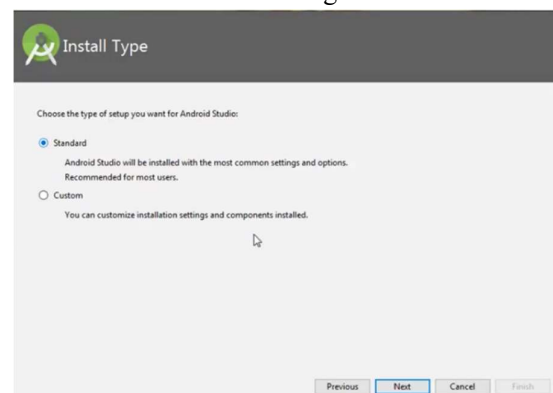 Install Type
Choose the type of setup you want for Android Studio:
Standard
Android Studio will be installed with the most common settings and options.
Recommended for most users.
Custom
You can customize installation settings and components installed.
Previous Next Cancel Finish